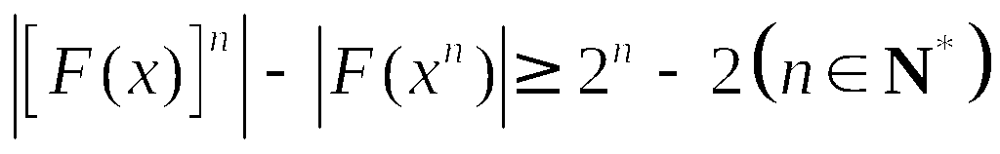 |[F(x)]ⁿ| - |F(xⁿ)| ≥ 2ⁿ - 2(n ∈ N*)